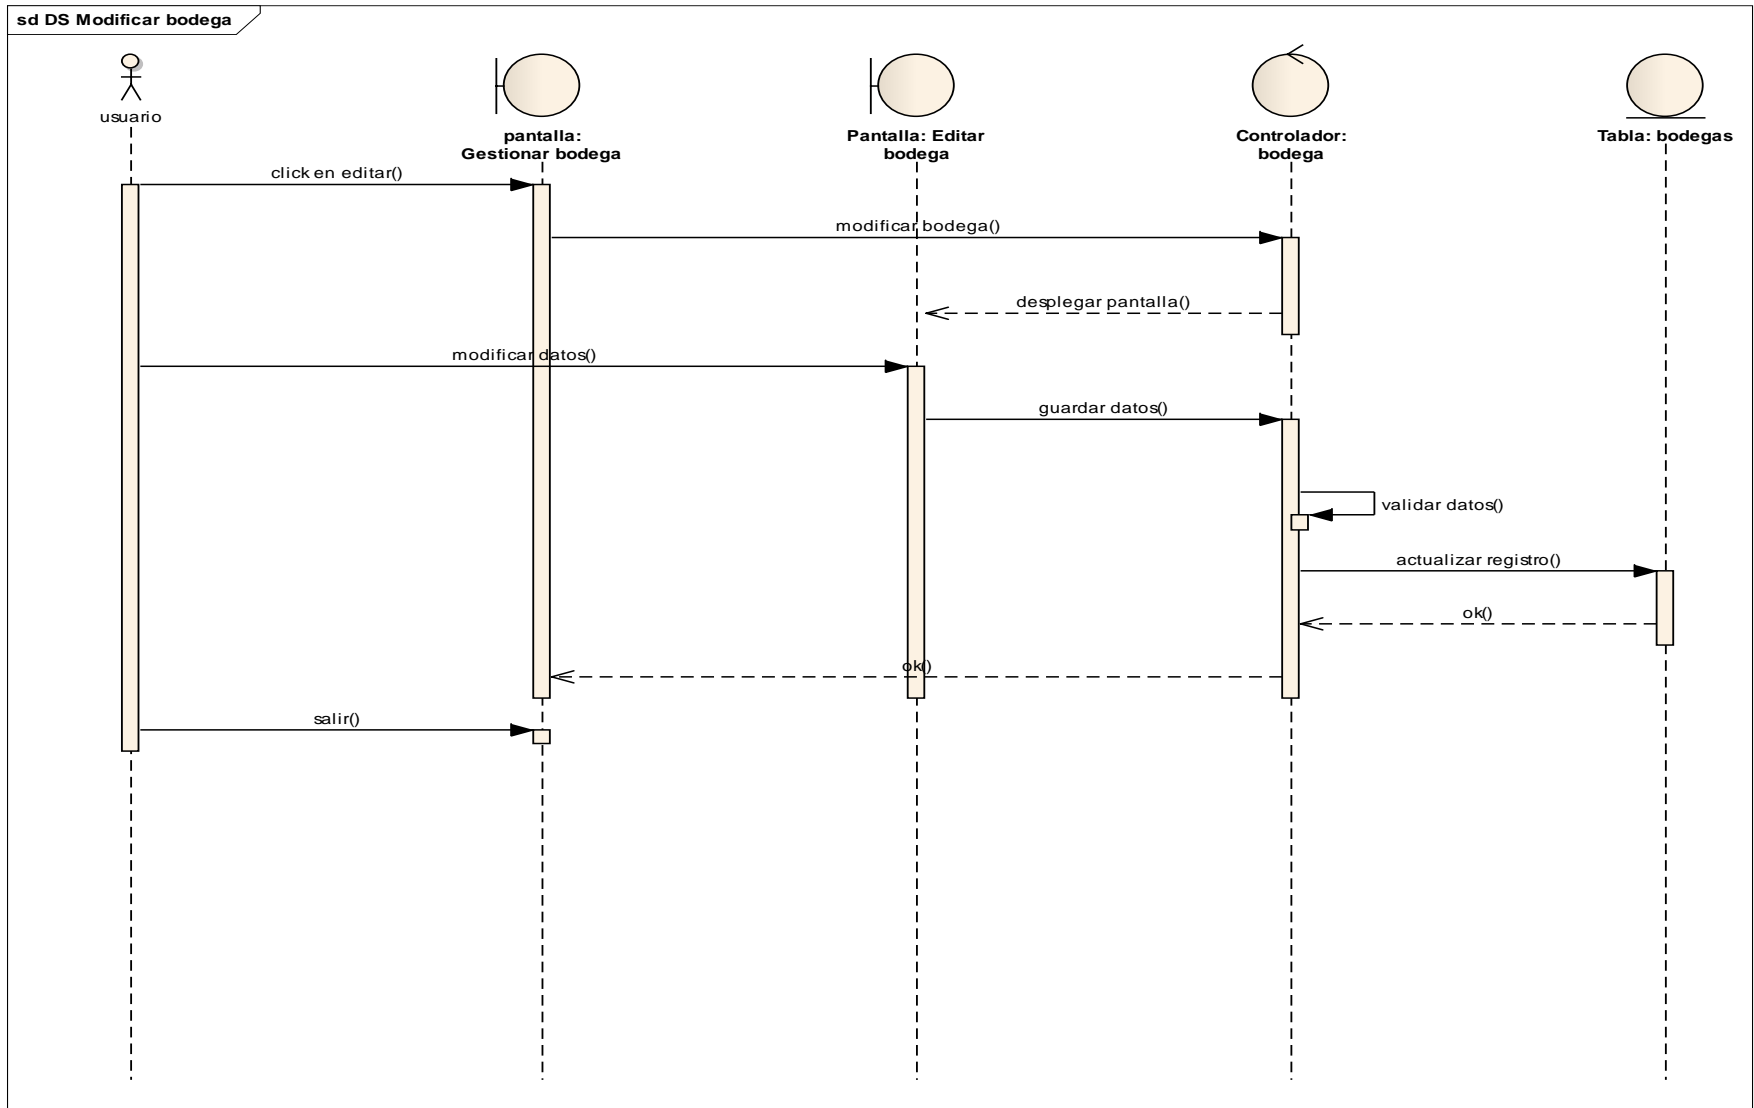 sd DS Modificar bodega
usuario
pantalla:
Gestionar bodega
Pantalla: Editar
bodega
Controlador:
bodega
Tabla: bodegas
click en editar()
modificar bodega()
desplegar pantalla()
modificar datos()
guardar datos()
validar datos()
actualizar registro()
ok()
ok()
salir()